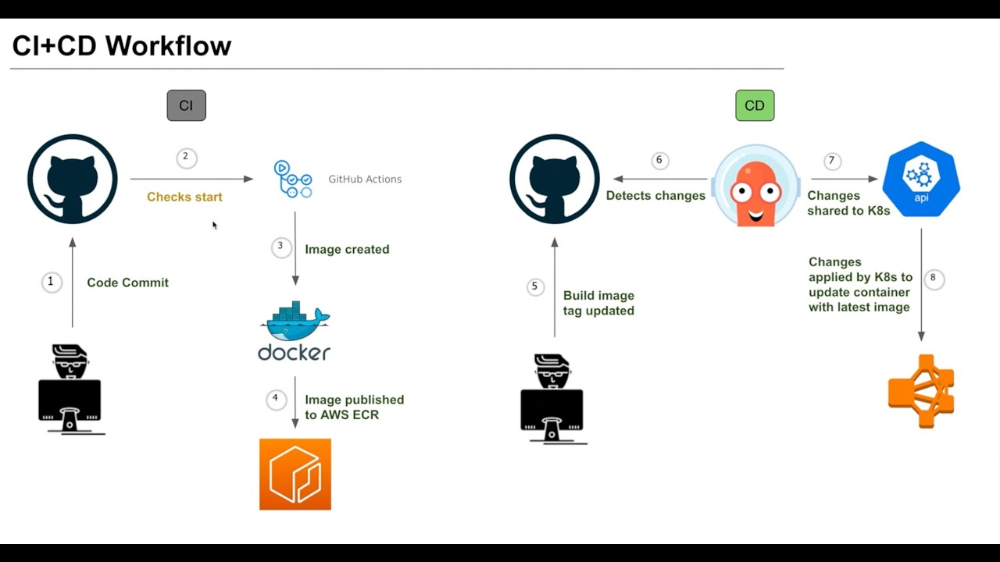 CI+CD Workflow
CI
CD
2
Checks start
GitHub Actions
3
Image created
1
Code Commit
docker
4
Image published
to AWS ECR
6
Detects changes
7
Changes
shared to K8s
api
5
Build image
tag updated
Changes
applied by K8s to
update container
with latest image
8